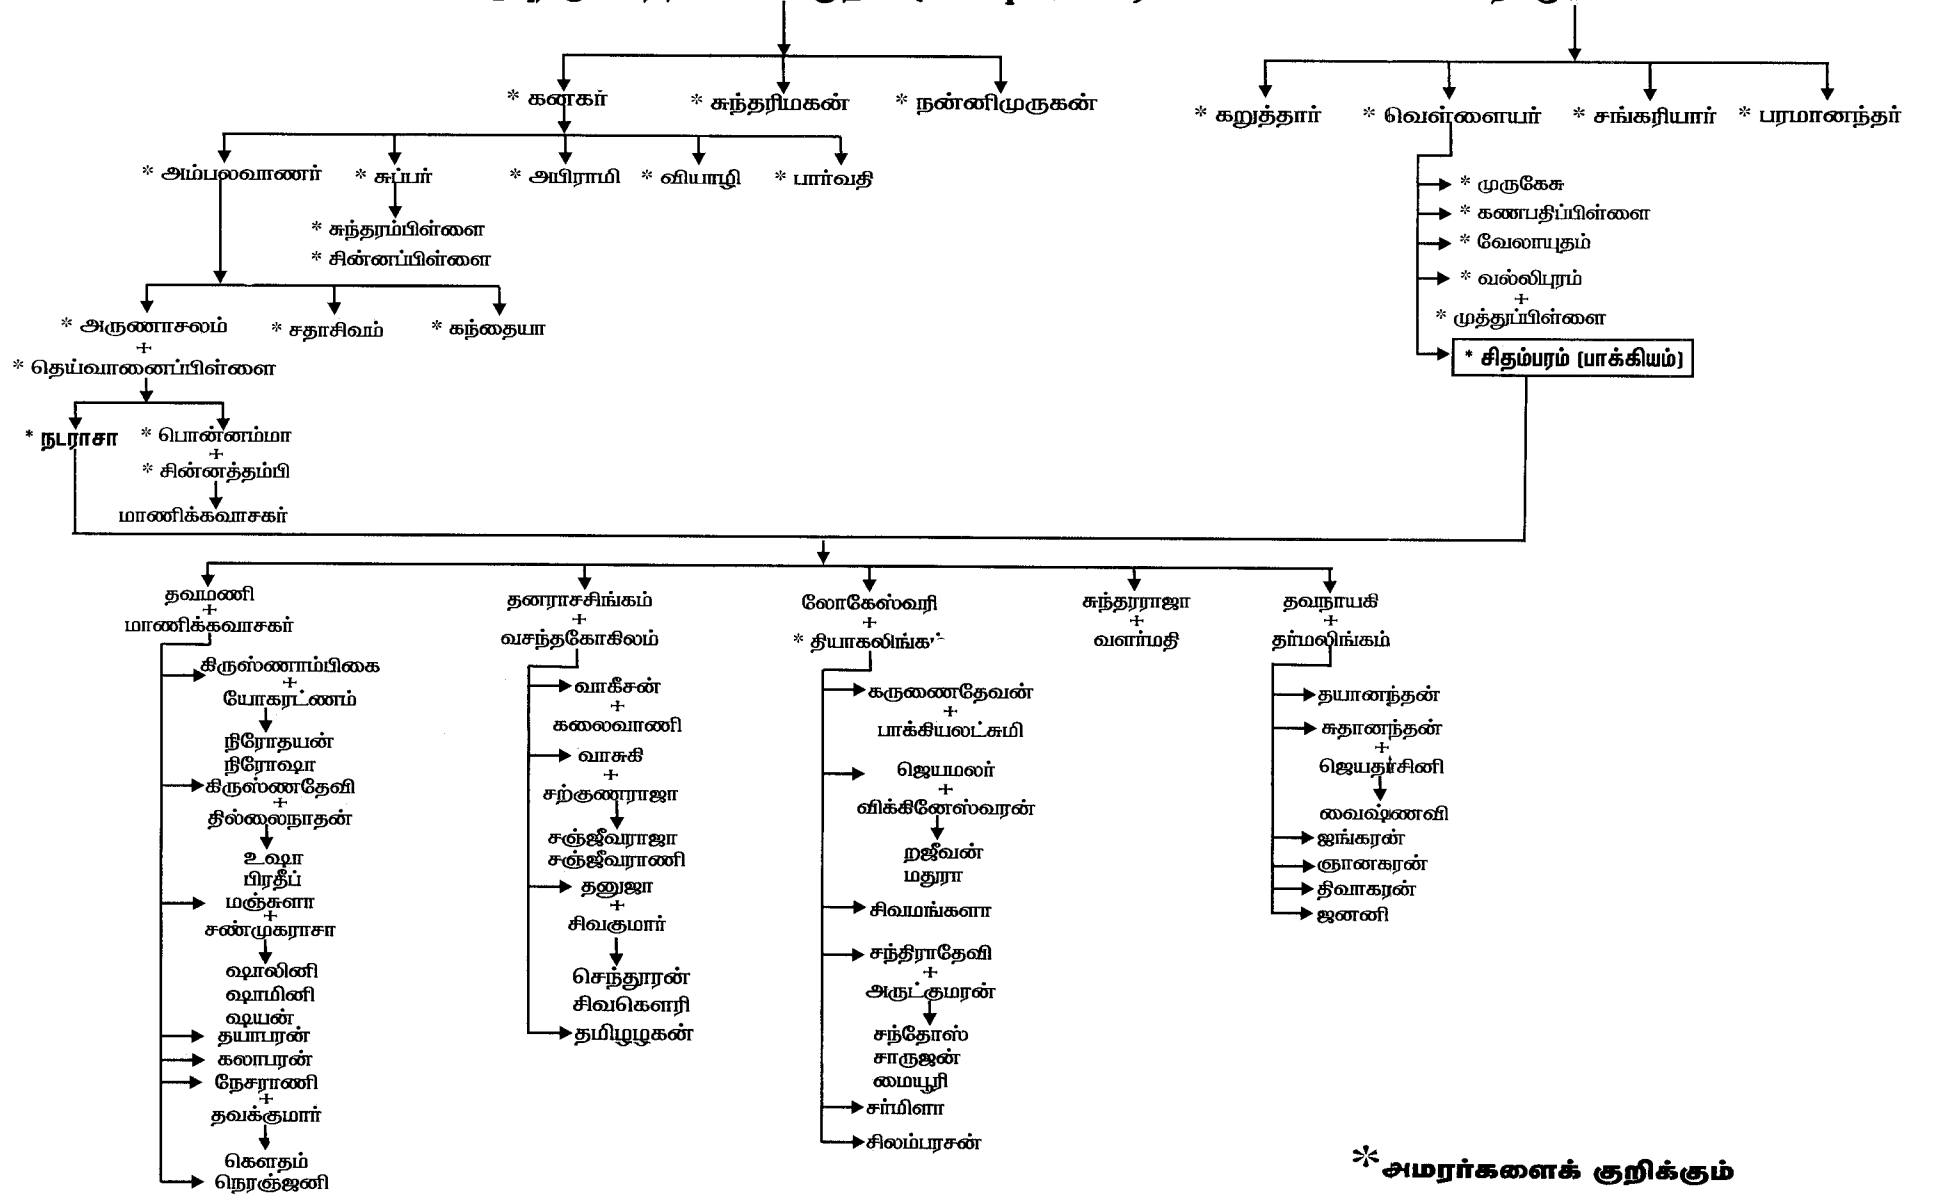 * கனகர்
* சுந்தரிமகன்
* நன்னிமுருகன்
* கறுத்தார்
* வெள்ளையர்
* சங்கரியார்
* பரமானந்தர்
* அம்பலவாணர்
* சுப்பர்
* அபிராமி
* வியாழி
* பார்வதி
* சுந்தரம்பிள்ளை
* சின்னப்பிள்ளை
* முருகேசு
* கணபதிப்பிள்ளை
* வேலாயுதம்
* வல்லிபுரம்
+
* முத்துப்பிள்ளை
* சிதம்பரம் (பாக்கியம்)
* அருணாசலம்
+
* தெய்வானைப்பிள்ளை
* சதாசிவம்
* கந்தையா
* நடராசா
* பொன்னம்மா
+
* சின்னத்தம்பி
மாணிக்கவாசகர்
தவமணி
+
மாணிக்கவாசகர்
கிருஸ்ணாம்பிகை
+
யோகரட்ணம்
நிரோதயன்
நிரோஷா
கிருஸ்ணதேவி
+
தில்லைநாதன்
உஷா
பிரதீப்
மஞ்சுளா
+
சண்முகராசா
ஷாலினி
ஷாமினி
ஷயன்
தயாபரன்
கலாபரன்
நேசராணி
+
தவக்குமார்
கௌதம்
நெரஞ்ஜனி
தனராசசிங்கம்
+
வசந்தகோகிலம்
வாகீசன்
+
கலைவாணி
வாசுகி
+
சற்குணராஜா
சஞ்ஜீவராஜா
சஞ்ஜீவராணி
தனுஜா
+
சிவகுமார்
செந்தூரன்
சிவகௌரி
தமிழழகன்
லோகேஸ்வரி
+
* தியாகலிங்க
கருணைதேவன்
+
பாக்கியலட்சுமி
ஜெயமலர்
+
விக்கினேஸ்வரன்
றஜீவன்
மதுரா
சிவமங்களா
சந்திராதேவி
+
அருட்குமரன்
சந்தோஸ்
சாருஜன்
மையூரி
சர்மிளா
சிலம்பரசன்
சுந்தரராஜா
+
வளர்மதி
தவநாயகி
+
தர்மலிங்கம்
தயானந்தன்
சுதானந்தன்
+
ஜெயதர்சினி
வைஷ்ணவி
ஜங்கரன்
ஞானகரன்
திவாகரன்
ஜனனி
* அமரர்களைக் குறிக்கும்